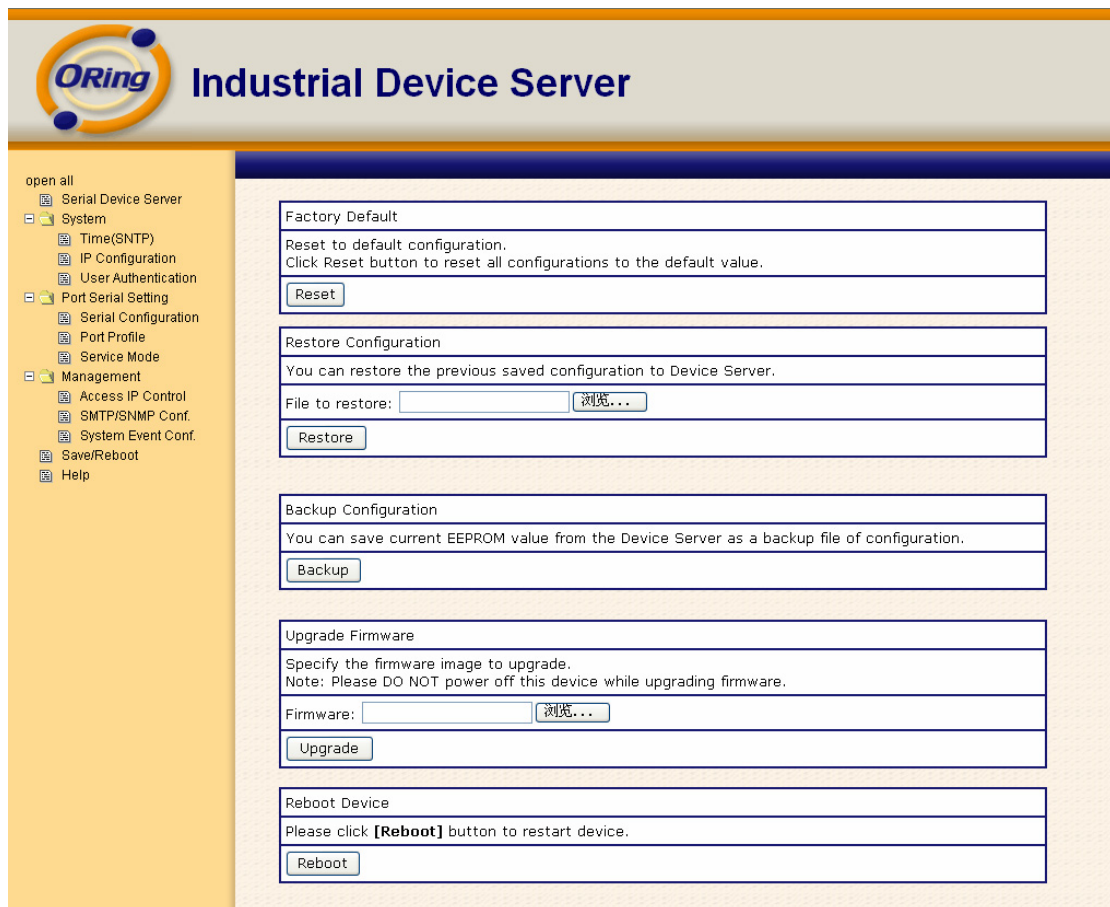 ORing
Industrial Device Server
open all
Serial Device Server
System
Time(SNTP)
IP Configuration
User Authentication
Port Serial Setting
Serial Configuration
Port Profile
Service Mode
Management
Access IP Control
SMTP/SNMP Conf.
System Event Conf.
Save/Reboot
Help
Factory Default
Reset to default configuration.
Click Reset button to reset all configurations to the default value.
Reset
Restore Configuration
You can restore the previous saved configuration to Device Server.
File to restore: 浏览...
Restore
Backup Configuration
You can save current EEPROM value from the Device Server as a backup file of configuration.
Backup
Upgrade Firmware
Specify the firmware image to upgrade.
Note: Please DO NOT power off this device while upgrading firmware.
Firmware: 浏览...
Upgrade
Reboot Device
Please click [Reboot] button to restart device.
Reboot